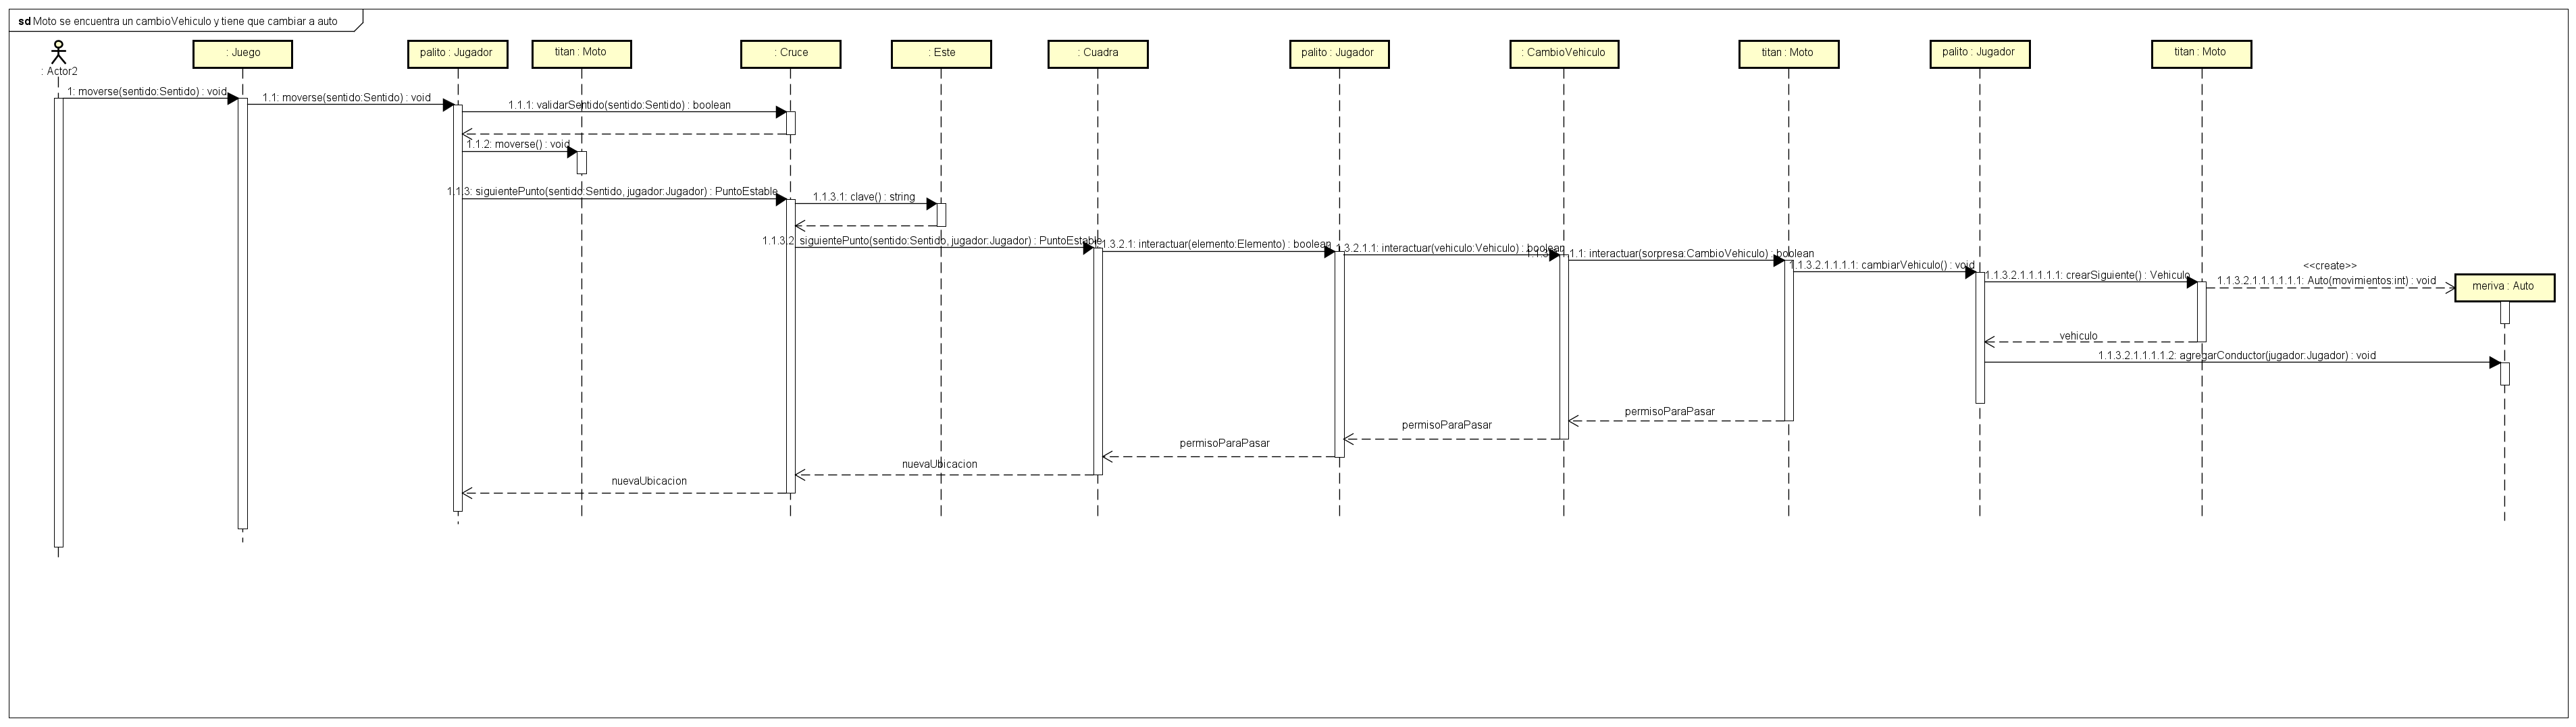 sd Moto se encuentra un cambioVehiculo y tiene que cambiar a auto
: Actor2
: Juego
palito : Jugador
titan : Moto
: Cruce
: Este
: Cuadra
palito : Jugador
: CambioVehiculo
titan : Moto
palito : Jugador
titan : Moto
1: moverse(sentido:Sentido) : void
1.1: moverse(sentido:Sentido) : void
1.1.1: validarSentido(sentido:Sentido) : boolean
1.1.2: moverse() : void
1.1.3: siguientePunto(sentido:Sentido, jugador:Jugador) : PuntoEstable
1.1.3.1: clave() : string
1.1.3.2: siguientePunto(sentido:Sentido, jugador:Jugador) : PuntoEstable
1.3.2.1: interactuar(elemento:Elemento) : boolean
1.3.2.1.1: interactuar(vehiculo:Vehiculo) : boolean
1.1: interactuar(sorpresa:CambioVehiculo) : boolean
1.1.3.2.1.1.1.1: cambiarVehiculo() : void
1.1.3.2.1.1.1.1.1: crearSiguiente() : Vehiculo
<<create>>
1.1.3.2.1.1.1.1.1.1: Auto(movimientos:int) : void
meriva : Auto
vehiculo
1.1.3.2.1.1.1.1.2: agregarConductor(jugador:Jugador) : void
permisoParaPasar
permisoParaPasar
permisoParaPasar
nuevaUbicacion
nuevaUbicacion